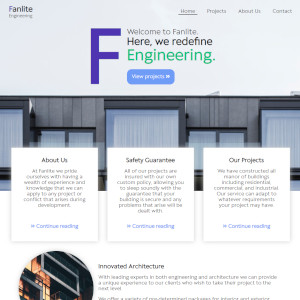 Fanlite
Engineering
Home Projects About Us Contact
F
Welcome to Fanlite.
Here, we redefine
Engineering.
View projects »
About Us
At Fanlite we pride
ourselves with having a
wealth of experience and
knowledge that we can
apply to any project or
conflict that arises during
development.
» Continue reading
Safety Guarantee
All of our projects are
insured with our own
custom policy, allowing you
to sleep sound with the
guarantee that your
building is secure and any
problems that arise will be
dealt with.
» Continue reading
Our Projects
We have constructed all
manor of buildings
including residential,
commercial, and industrial.
Our service can adapt to
whatever requirements
your project may have.
» Continue reading
Innovated Architecture
With leading experts in both engineering and architecture we can provide
a unique experience to our clients who wish to take their project to the
next level.
We offer a variety of pre-determined packages for interior and exterior